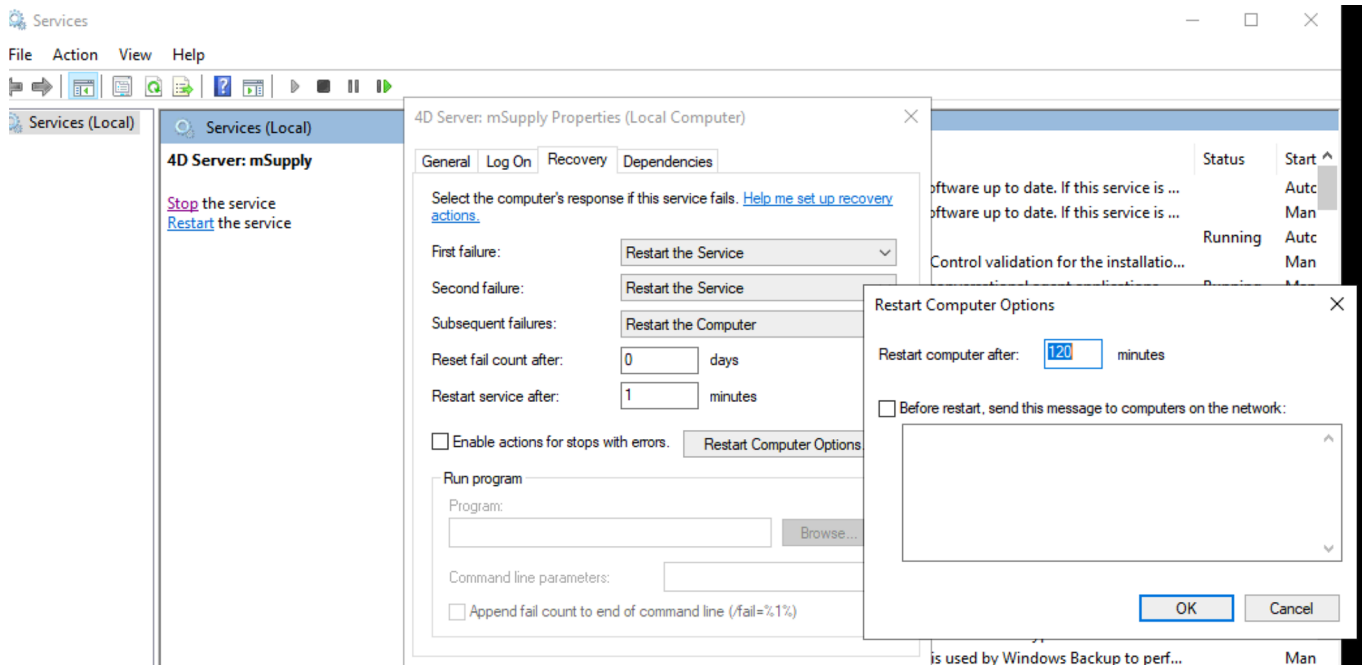 Services
File Action View Help
Services (Local)
Services (Local)
4D Server: mSupply
Stop the service
Restart the service
4D Server: mSupply Properties (Local Computer)
General Log On Recovery Dependencies
Select the computer's response if this service fails. Help me set up recovery
actions.
First failure: Restart the Service
Second failure: Restart the Service
Subsequent failures: Restart the Computer
Reset fail count after: 0 days
Restart service after: 1 minutes
Enable actions for stops with errors. Restart Computer Options
Run program
Program:
Browse...
Command line parameters:
Append fail count to end of command line (/fail=%1%)
Status Start
oftware up to date. If this service is ... Autc
oftware up to date. If this service is ... Man
Running Autc
Control validation for the installatio... Man
Restart Computer Options
Restart computer after: 120 minutes
Before restart, send this message to computers on the network:
OK Cancel
is used by Windows Backup to perf... Man